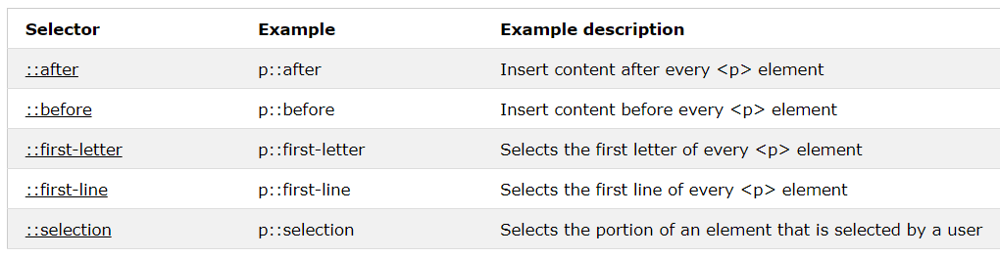 Selector Example Example description
::after p::after Insert content after every <p> element
::before p::before Insert content before every <p> element
::first-letter p::first-letter Selects the first letter of every <p> element
::first-line p::first-line Selects the first line of every <p> element
::selection p::selection Selects the portion of an element that is selected by a user